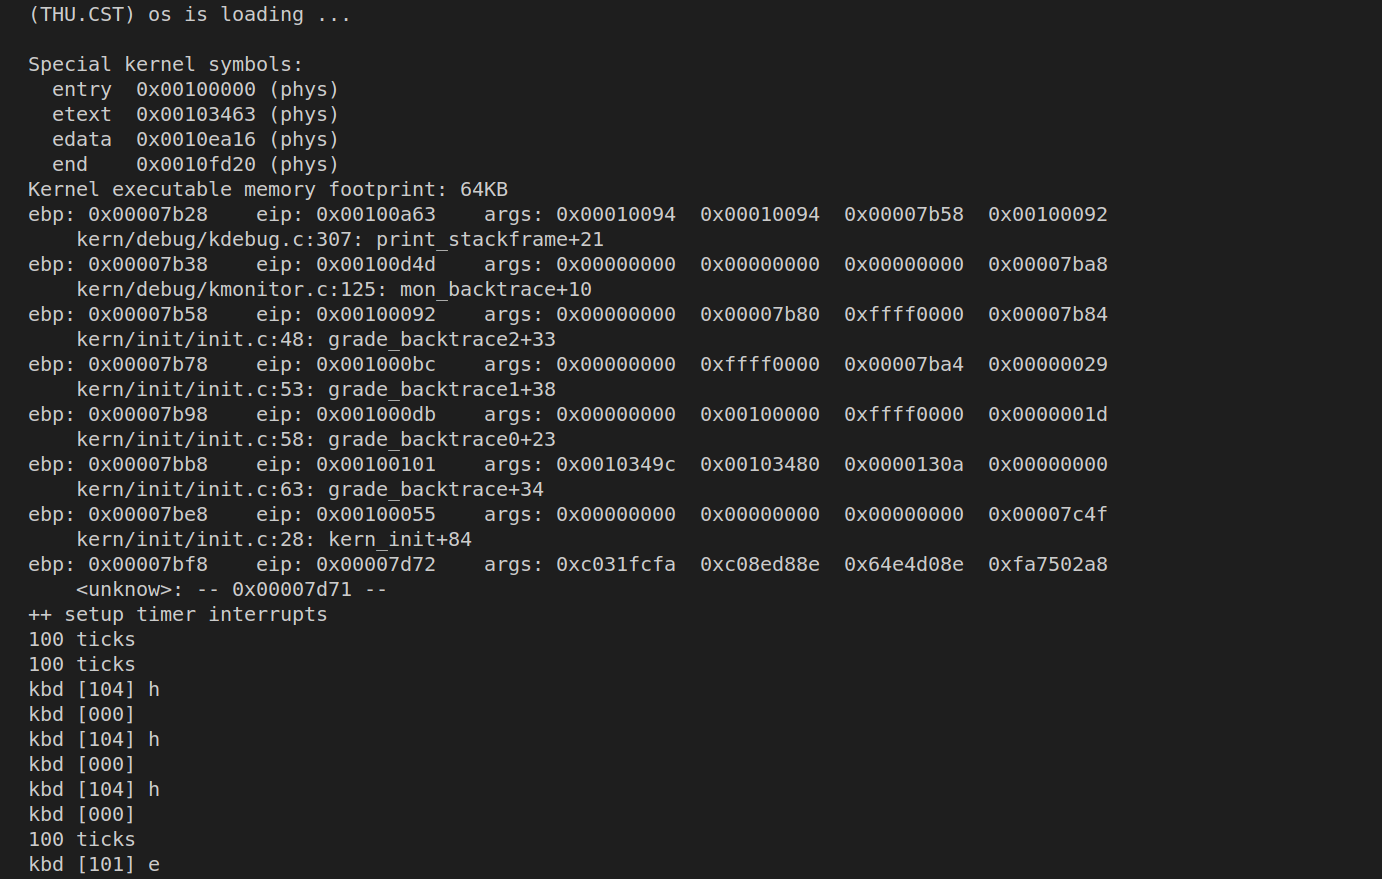 (THU.CST) os is loading ...
Special kernel symbols:
entry 0x00100000 (phys)
etext 0x00103463 (phys)
edata 0x0010ea16 (phys)
end 0x0010fd20 (phys)
Kernel executable memory footprint: 64KB
ebp: 0x00007b28 eip: 0x00100a63 args: 0x00010094 0x00010094 0x00007b58 0x00100092
kern/debug/kdebug.c:307: print_stackframe+21
ebp: 0x00007b38 eip: 0x00100d4d args: 0x00000000 0x00000000 0x00000000 0x00007ba8
kern/debug/kmonitor.c:125: mon_backtrace+10
ebp: 0x00007b58 eip: 0x00100092 args: 0x00000000 0x00007b80 0xffff0000 0x00007b84
kern/init/init.c:48: grade_backtrace2+33
ebp: 0x00007b78 eip: 0x001000bc args: 0x00000000 0xffff0000 0x00007ba4 0x00000029
kern/init/init.c:53: grade_backtrace1+38
ebp: 0x00007b98 eip: 0x001000db args: 0x00000000 0x00100000 0xffff0000 0x0000001d
kern/init/init.c:58: grade_backtrace0+23
ebp: 0x00007bb8 eip: 0x00100101 args: 0x0010349c 0x00103480 0x0000130a 0x00000000
kern/init/init.c:63: grade_backtrace+34
ebp: 0x00007be8 eip: 0x00100055 args: 0x00000000 0x00000000 0x00000000 0x00007c4f
kern/init/init.c:28: kern_init+84
ebp: 0x00007bf8 eip: 0x00007d72 args: 0xc031fcfa 0xc08ed88e 0x64e4d08e 0xfa7502a8
<unknow>: -- 0x00007d71 --
++ setup timer interrupts
100 ticks
100 ticks
kbd [104] h
kbd [000]
kbd [104] h
kbd [000]
kbd [104] h
kbd [000]
100 ticks
kbd [101] e